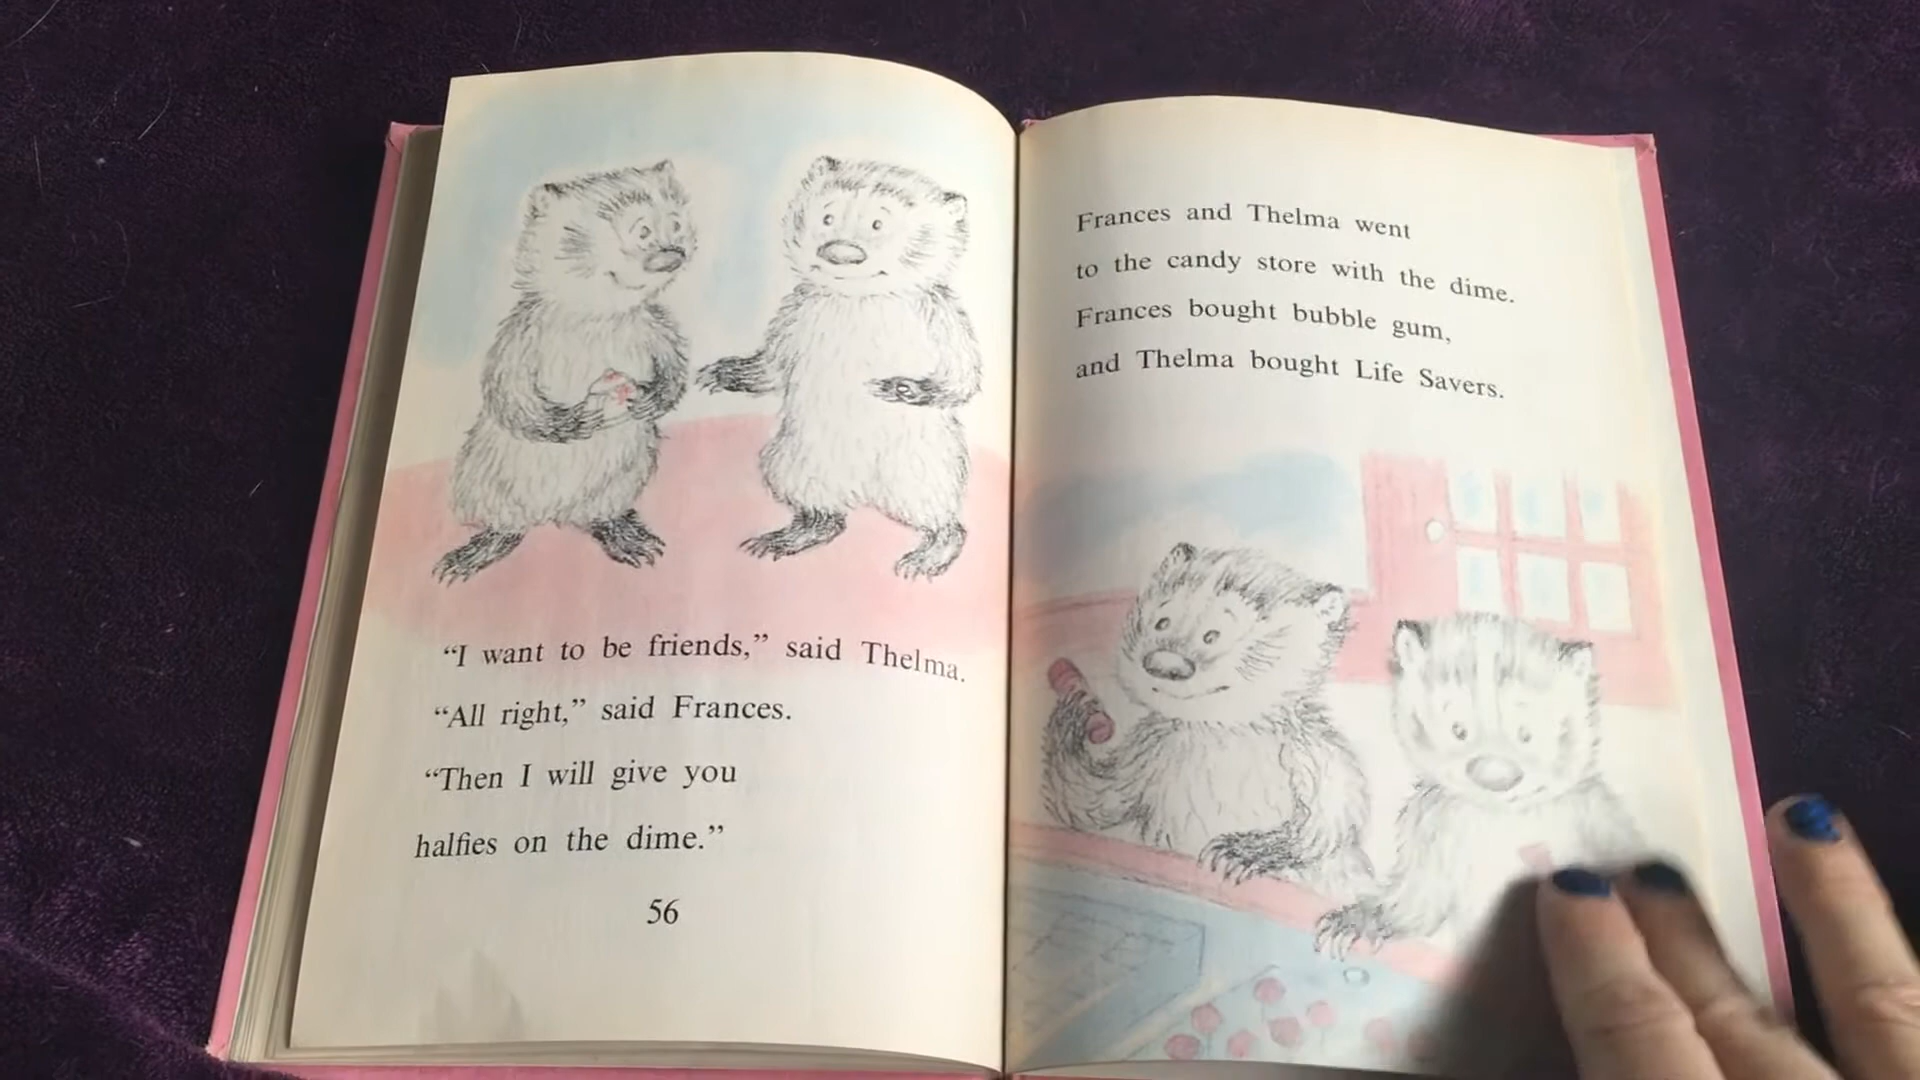 “I want to be friends,” said Thelma.
“All right,” said Frances.
“Then I will give you
halfies on the dime.”
56
Frances and Thelma went
to the candy store with the dime.
Frances bought bubble gum,
and Thelma bought Life Savers.